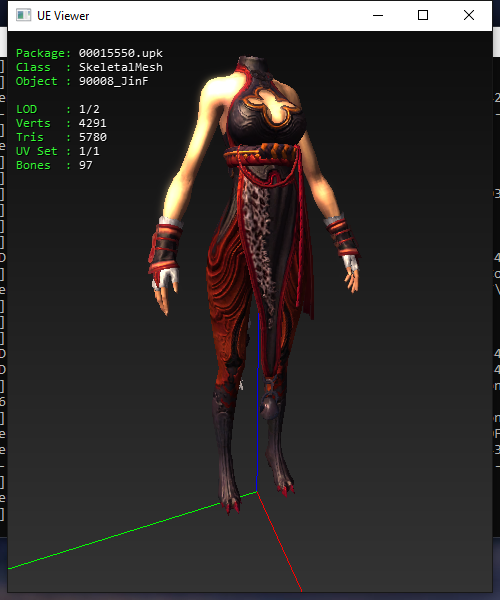 UE Viewer
Package: 00015550.upk
Class : SkeletalMesh
Object : 90008_JinF
LOD : 1/2
Verts : 4291
Tris : 5780
UV Set : 1/1
Bones : 97